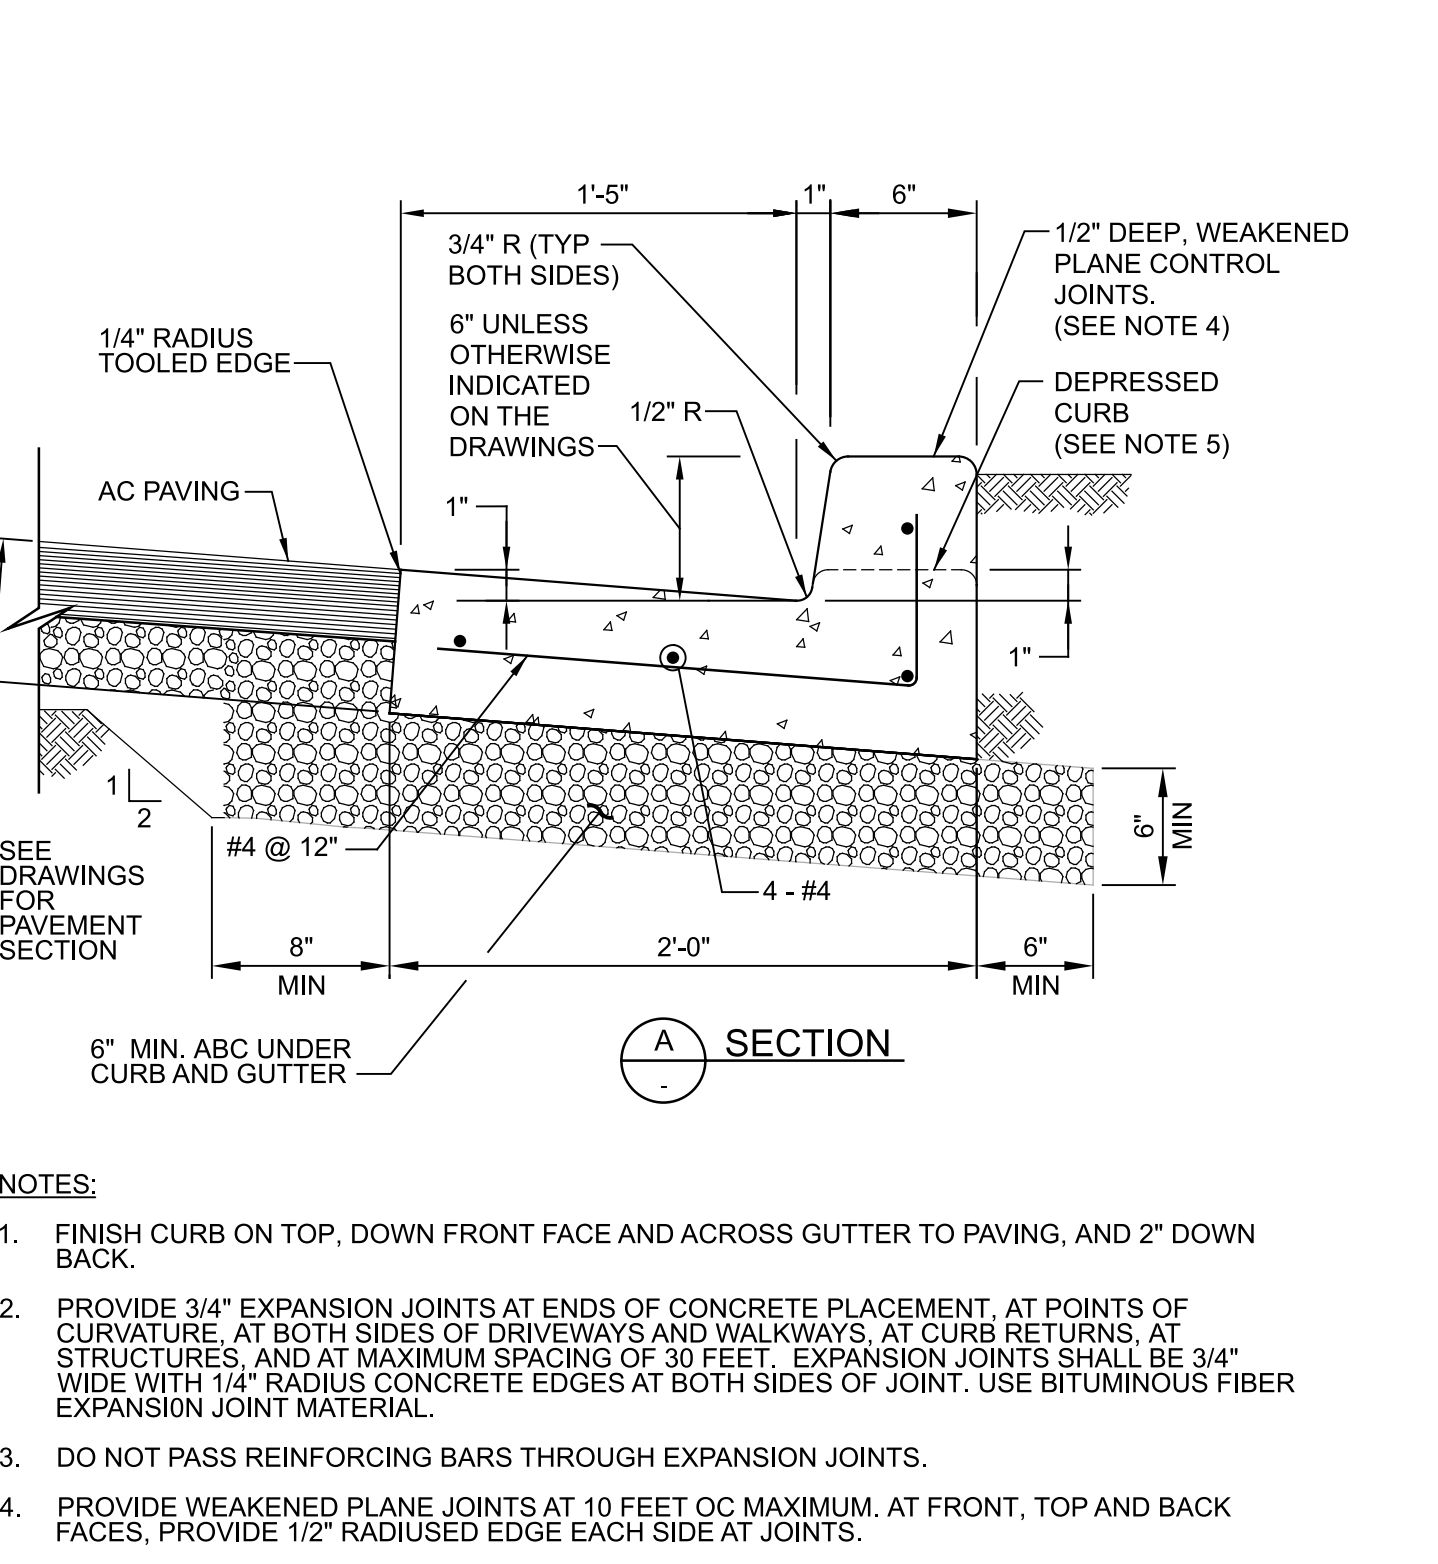 1'-5"
1"
6"
3/4" R (TYP
BOTH SIDES)
1/2" DEEP, WEAKENED
PLANE CONTROL
JOINTS.
(SEE NOTE 4)
1/4" RADIUS
TOOLED EDGE
6" UNLESS
OTHERWISE
INDICATED
ON THE
DRAWINGS
1/2" R
DEPRESSED
CURB
(SEE NOTE 5)
AC PAVING
1"
1"
1
2
6"
MIN
SEE
DRAWINGS
FOR
PAVEMENT
SECTION
#4 @ 12"
4 - #4
8"
MIN
2'-0"
6"
MIN
6" MIN. ABC UNDER
CURB AND GUTTER
A
-
SECTION
NOTES:
1. FINISH CURB ON TOP, DOWN FRONT FACE AND ACROSS GUTTER TO PAVING, AND 2" DOWN
BACK.
2. PROVIDE 3/4" EXPANSION JOINTS AT ENDS OF CONCRETE PLACEMENT, AT POINTS OF
CURVATURE, AT BOTH SIDES OF DRIVEWAYS AND WALKWAYS, AT CURB RETURNS, AT
STRUCTURES, AND AT MAXIMUM SPACING OF 30 FEET. EXPANSION JOINTS SHALL BE 3/4"
WIDE WITH 1/4" RADIUS CONCRETE EDGES AT BOTH SIDES OF JOINT. USE BITUMINOUS FIBER
EXPANSI0N JOINT MATERIAL.
3. DO NOT PASS REINFORCING BARS THROUGH EXPANSION JOINTS.
4. PROVIDE WEAKENED PLANE JOINTS AT 10 FEET OC MAXIMUM. AT FRONT, TOP AND BACK
FACES, PROVIDE 1/2" RADIUSED EDGE EACH SIDE AT JOINTS.